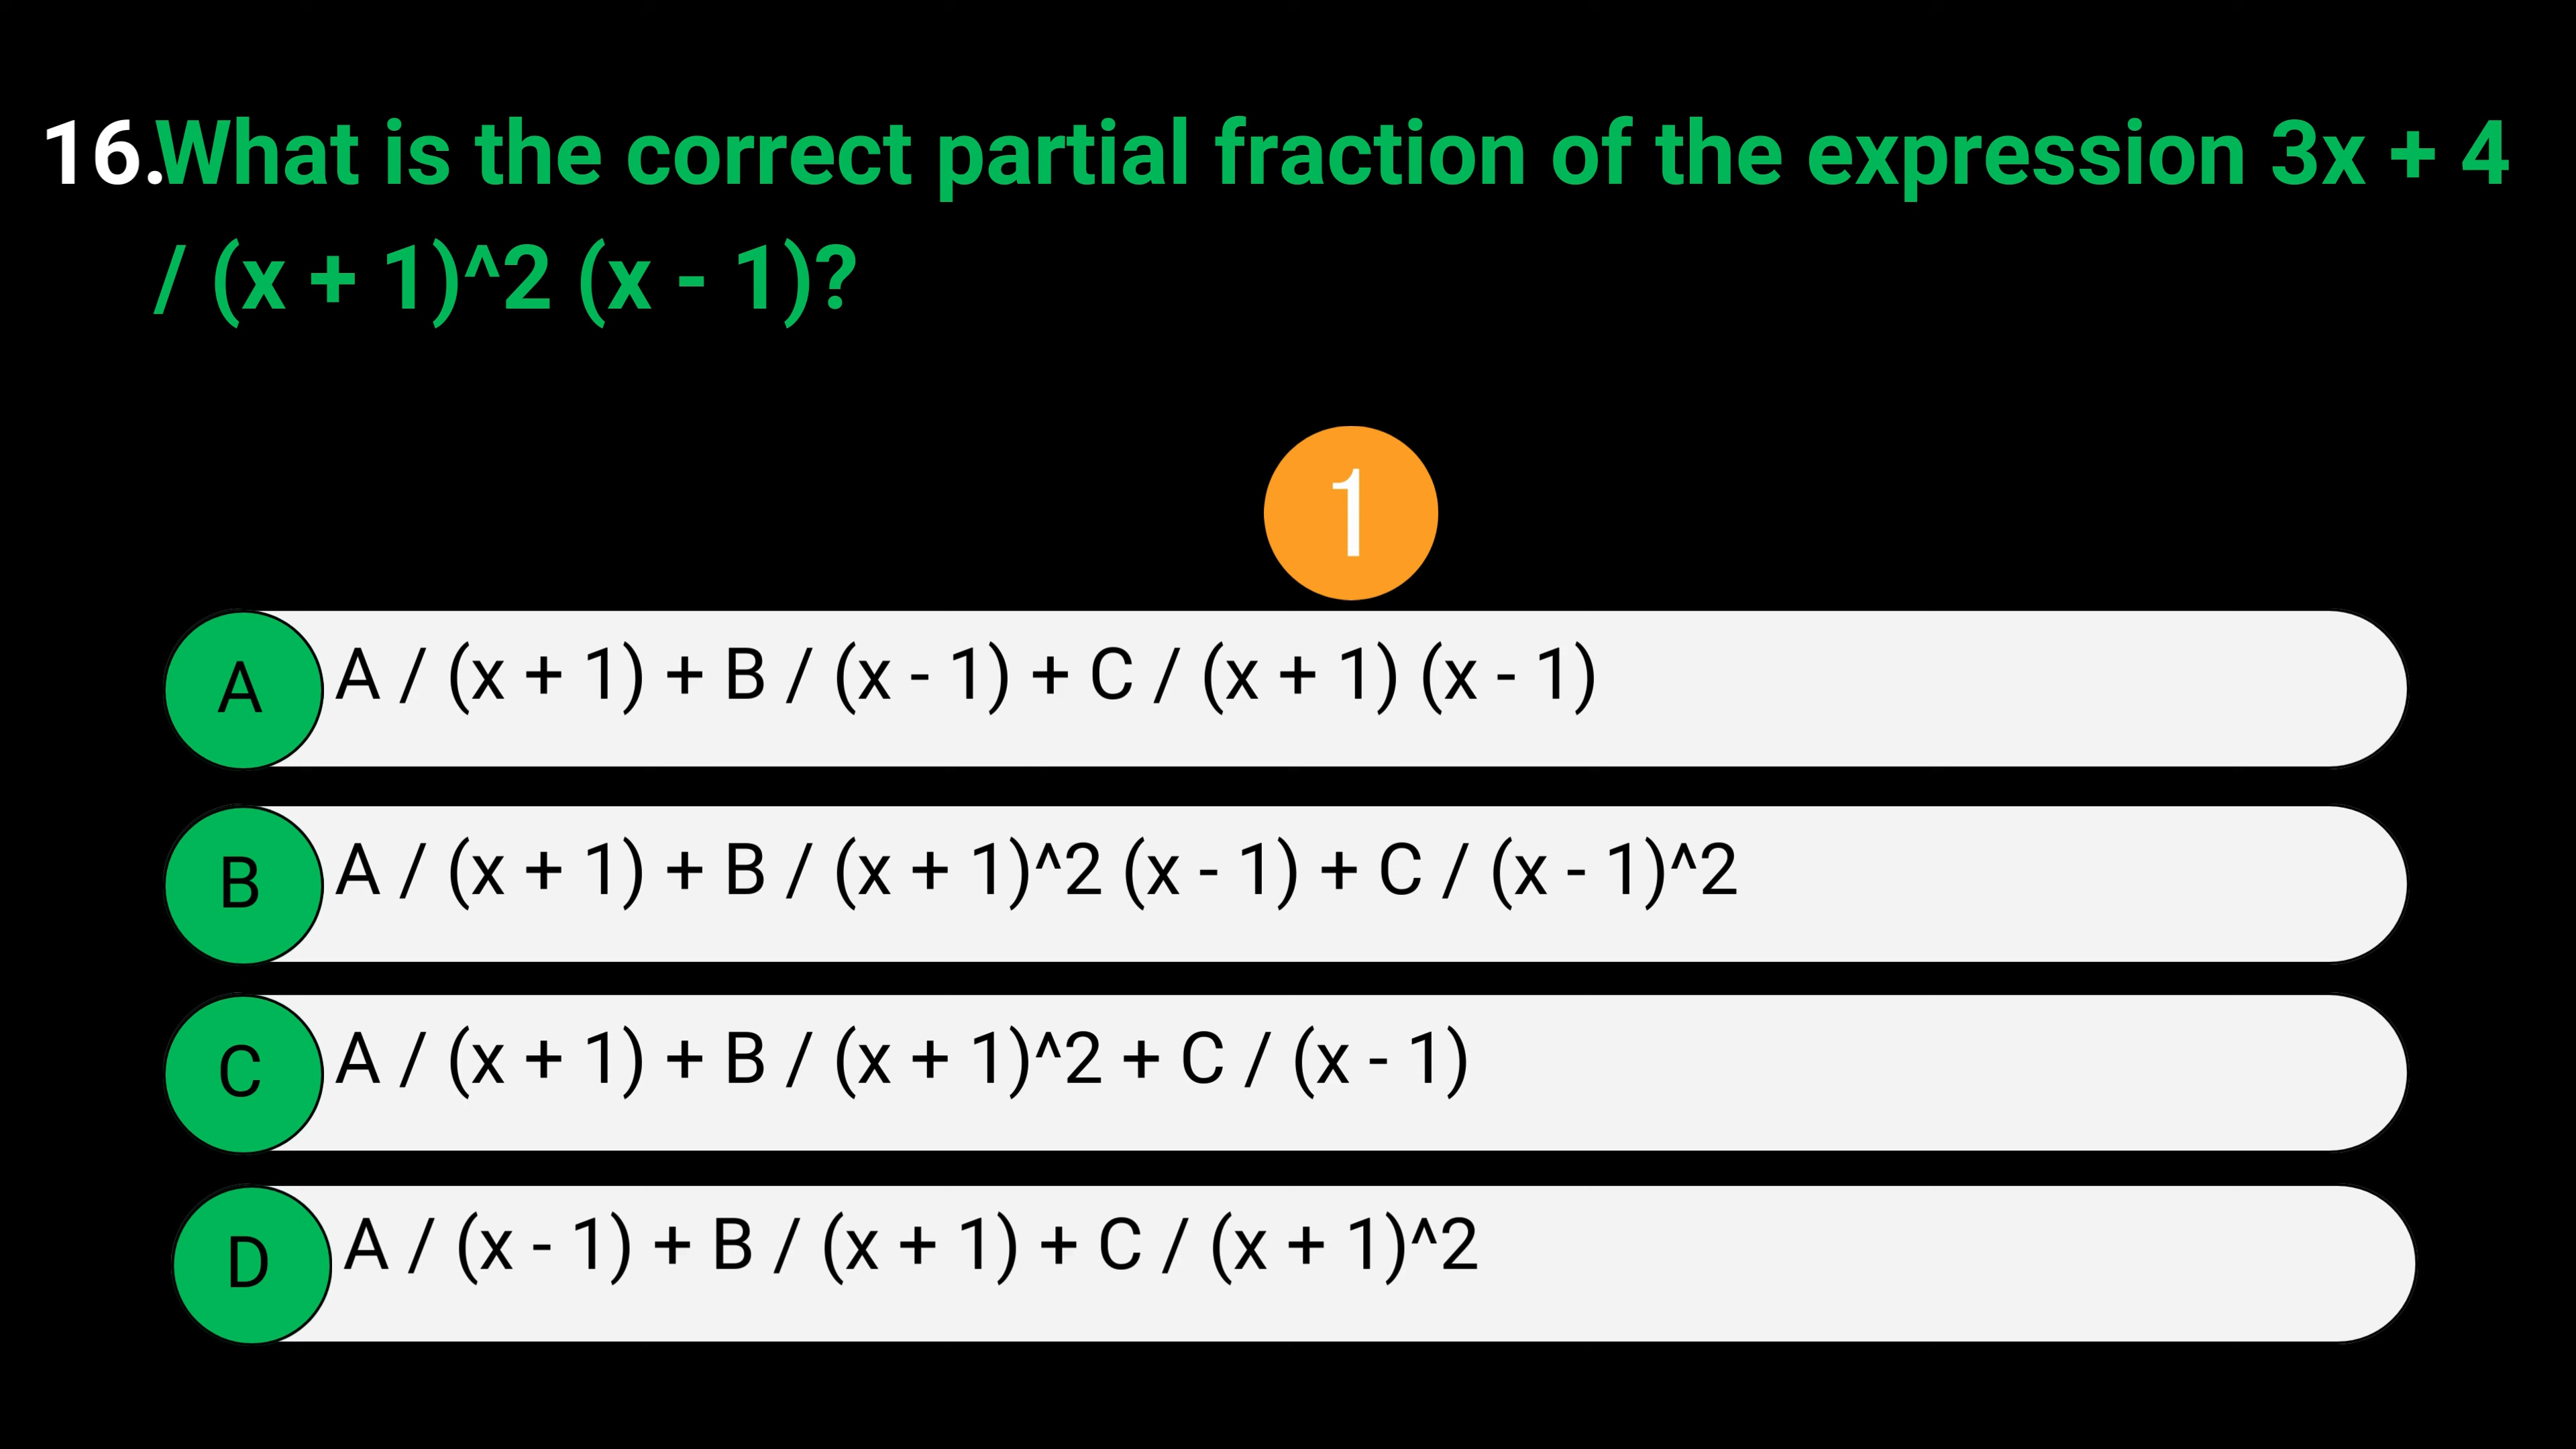 16.What is the correct partial fraction of the expression 3x + 4
/ (x + 1)^2 (x - 1)?
1
A A / (x + 1) + B / (x - 1) + C / (x + 1) (x - 1)
B A / (x + 1) + B / (x + 1)^2 (x - 1) + C / (x - 1)^2
C A / (x + 1) + B / (x + 1)^2 + C / (x - 1)
D A / (x - 1) + B / (x + 1) + C / (x + 1)^2